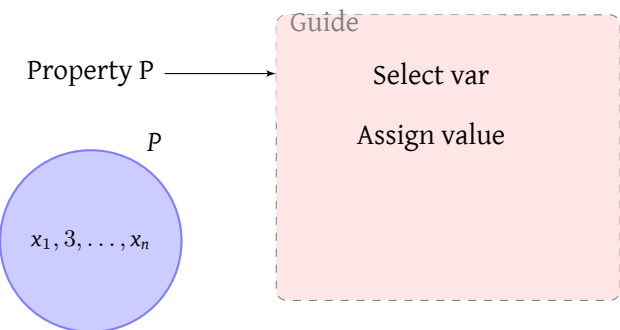 Guide
Property P
Select var
Assign value
P
x₁, 3, . . . , xₙ